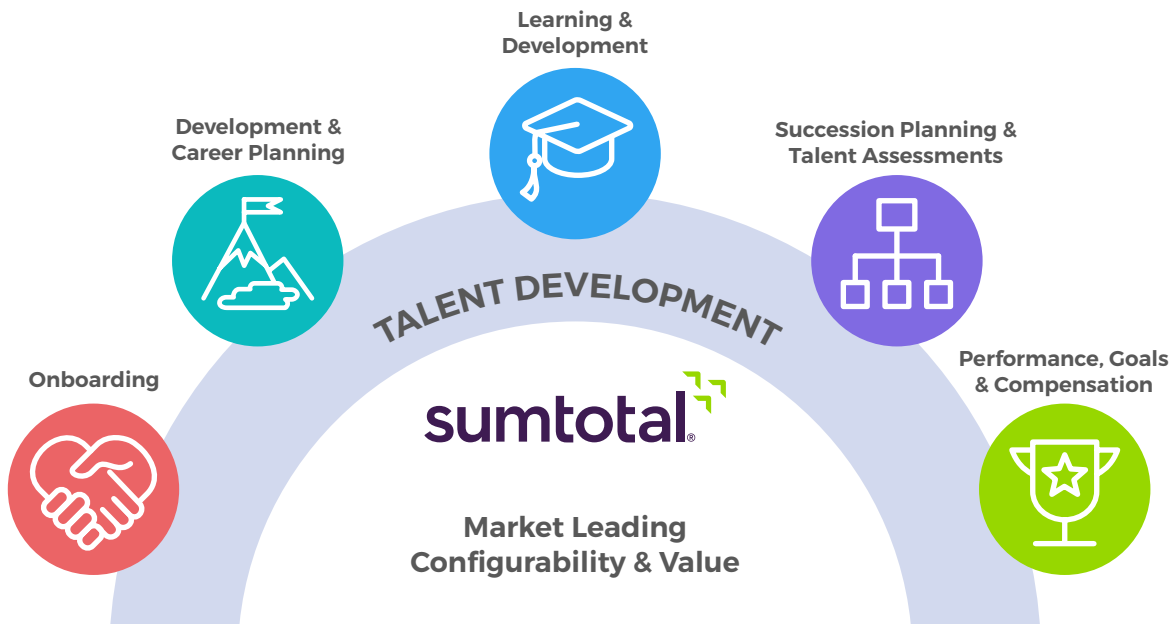 Learning &
Development
Development &
Career Planning
Succession Planning &
Talent Assessments
TALENT DEVELOPMENT
Onboarding
Performance, Goals
& Compensation
sumtotal®
Market Leading
Configurability & Value